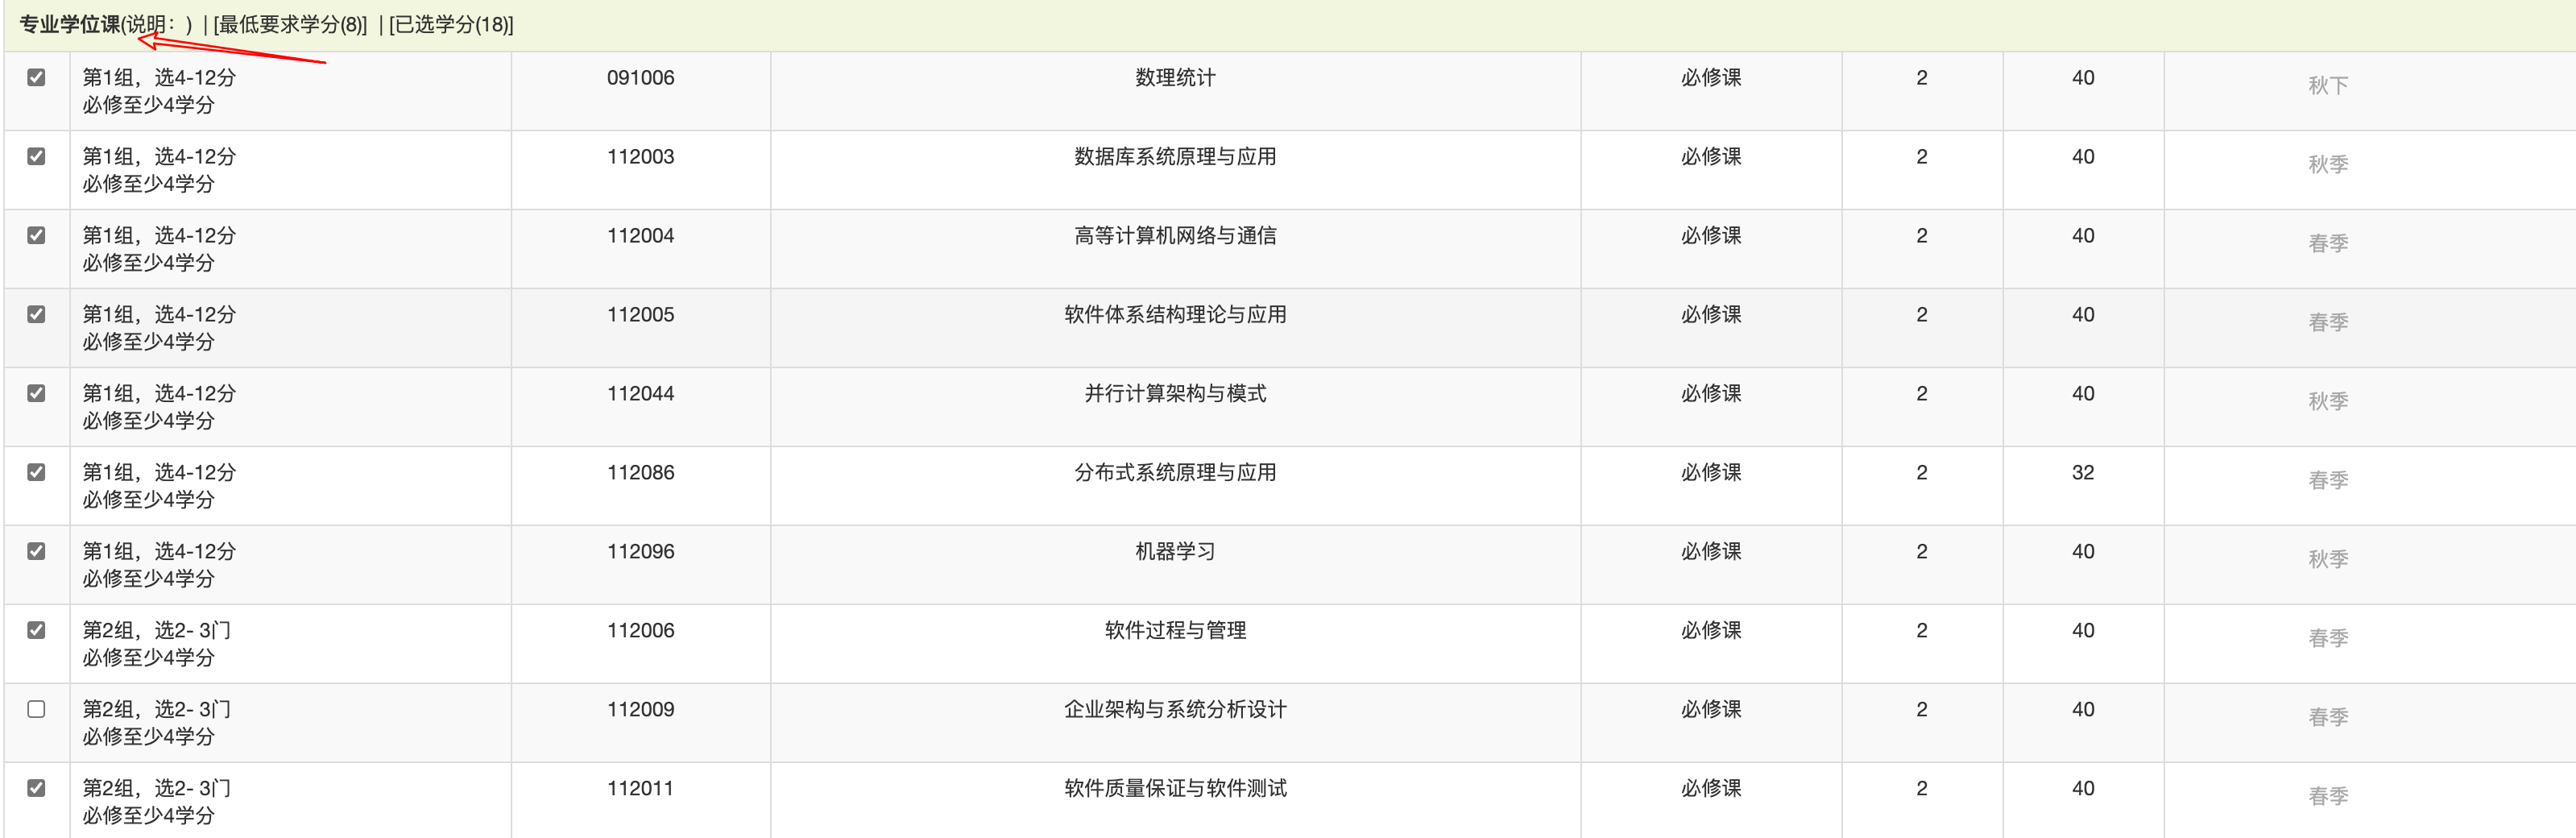 专业学位课(说明：) | [最低要求学分(8)] | [已选学分(18)]
第1组，选4-12分 091006 数理统计 必修课 2 40 秋下
必修至少4学分
第1组，选4-12分 112003 数据库系统原理与应用 必修课 2 40 秋季
必修至少4学分
第1组，选4-12分 112004 高等计算机网络与通信 必修课 2 40 春季
必修至少4学分
第1组，选4-12分 112005 软件体系结构理论与应用 必修课 2 40 春季
必修至少4学分
第1组，选4-12分 112044 并行计算架构与模式 必修课 2 40 秋季
必修至少4学分
第1组，选4-12分 112086 分布式系统原理与应用 必修课 2 32 春季
必修至少4学分
第1组，选4-12分 112096 机器学习 必修课 2 40 秋季
必修至少4学分
第2组，选2- 3门 112006 软件过程与管理 必修课 2 40 春季
必修至少4学分
第2组，选2- 3门 112009 企业架构与系统分析设计 必修课 2 40 春季
必修至少4学分
第2组，选2- 3门 112011 软件质量保证与软件测试 必修课 2 40 春季
必修至少4学分